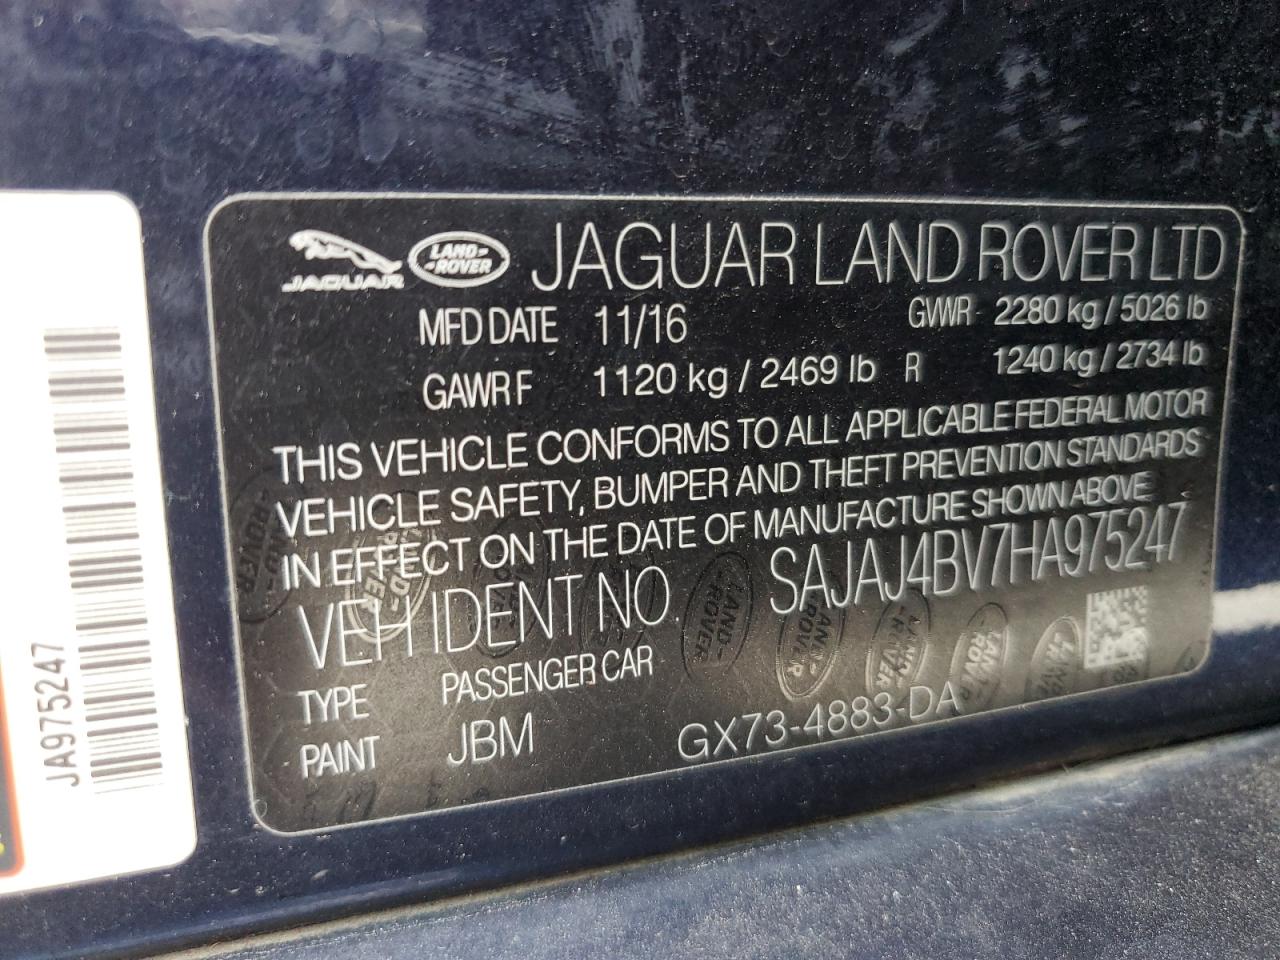 JA975247
JAGUAR LAND-ROVER JAGUAR LAND ROVER LTD
MFD DATE 11/16 GWWR 2280 kg / 5026 lb
GAWR F 1120 kg / 2469 lb R 1240 kg / 2734 lb
THIS VEHICLE CONFORMS TO ALL APPLICABLE FEDERAL MOTOR
VEHICLE SAFETY, BUMPER AND THEFT PREVENTION STANDARDS
IN EFFECT ON THE DATE OF MANUFACTURE SHOWN ABOVE
VEH IDENT NO. SAJAJ4BV7HA975247
TYPE PASSENGER CAR
PAINT JBM GX73-4883-DA